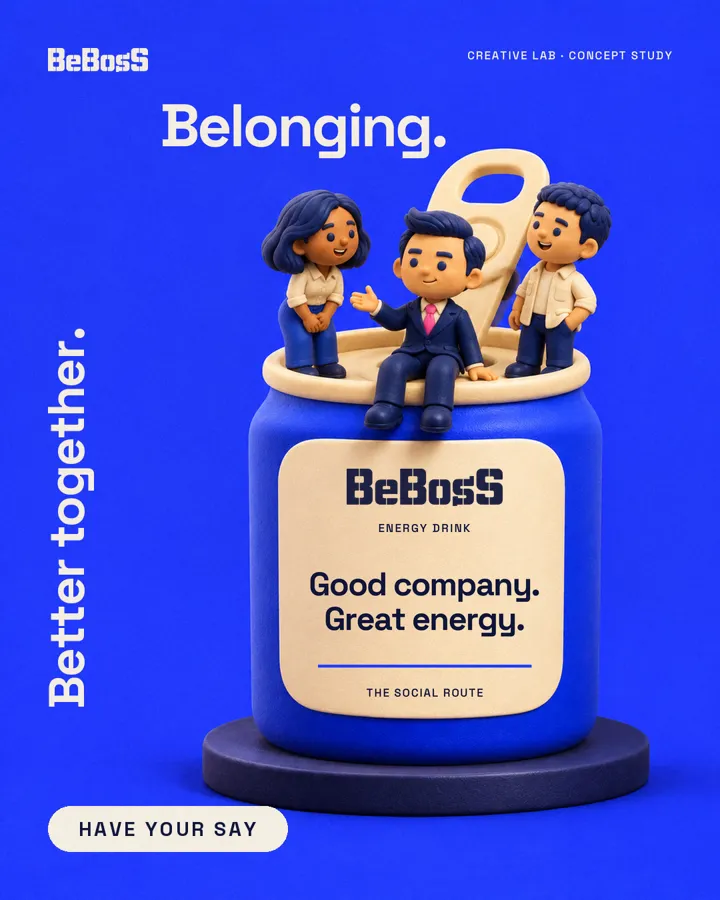 BeBosS
CREATIVE LAB · CONCEPT STUDY
Belonging.
Better together.
BeBosS
ENERGY DRINK
Good company.
Great energy.
THE SOCIAL ROUTE
HAVE YOUR SAY